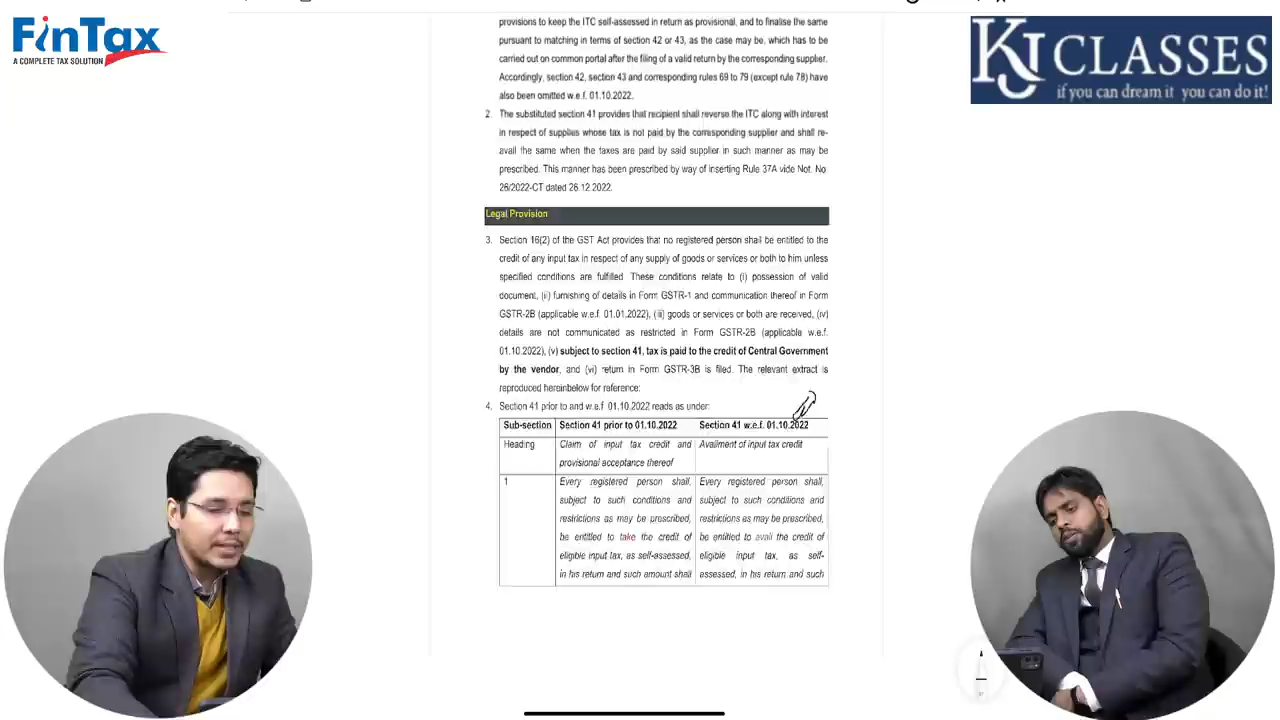 FinTax
A COMPLETE TAX SOLUTION
KJ CLASSES
if you can dream it you can do it!
provisions to keep the ITC self-assessed in return as provisional, and to finalise the same
pursuant to matching in terms of section 42 or 43, as the case may be, which has to be
carried out on common portal after the filing of a valid return by the corresponding supplier.
Accordingly, section 42, section 43 and corresponding rules 69 to 79 (except rule 78) have
also been omitted w.e.f. 01.10.2022.
2. The substituted section 41 provides that recipient shall reverse the ITC along with interest
in respect of supplies whose tax is not paid by the corresponding supplier and shall re-
avail the same when the taxes are paid by said supplier in such manner as may be
prescribed. This manner has been prescribed by way of inserting Rule 37A vide Not. No
26/2022-CT dated 26.12.2022.
Legal Provision
3. Section 16(2) of the GST Act provides that no registered person shall be entitled to the
credit of any input tax in respect of any supply of goods or services or both to him unless
specified conditions are fulfilled. These conditions relate to (i) possession of valid
document, (ii) furnishing of details in Form GSTR-1 and communication thereof in Form
GSTR-2B (applicable w.e.f. 01.01.2022), (iii) goods or services or both are received, (iv)
details are not communicated as restricted in Form GSTR-2B (applicable w.e.f.
01.10.2022), (v) subject to section 41, tax is paid to the credit of Central Government
by the vendor, and (vi) return in Form GSTR-3B is filed. The relevant extract is
reproduced hereinbelow for reference:
4. Section 41 prior to and w.e.f 01.10.2022 reads as under:
Sub-section Section 41 prior to 01.10.2022 Section 41 w.e.f. 01.10.2022
Heading Claim of input tax credit and Availment of input tax credit
provisional acceptance thereof
1 Every registered person shall, Every registered person shall,
subject to such conditions and subject to such conditions and
restrictions as may be prescribed, restrictions as may be prescribed,
be entitled to take the credit of be entitled to avail the credit of
eligible input tax, as self-assessed, eligible input tax, as self-
in his return and such amount shall assessed, in his return and such